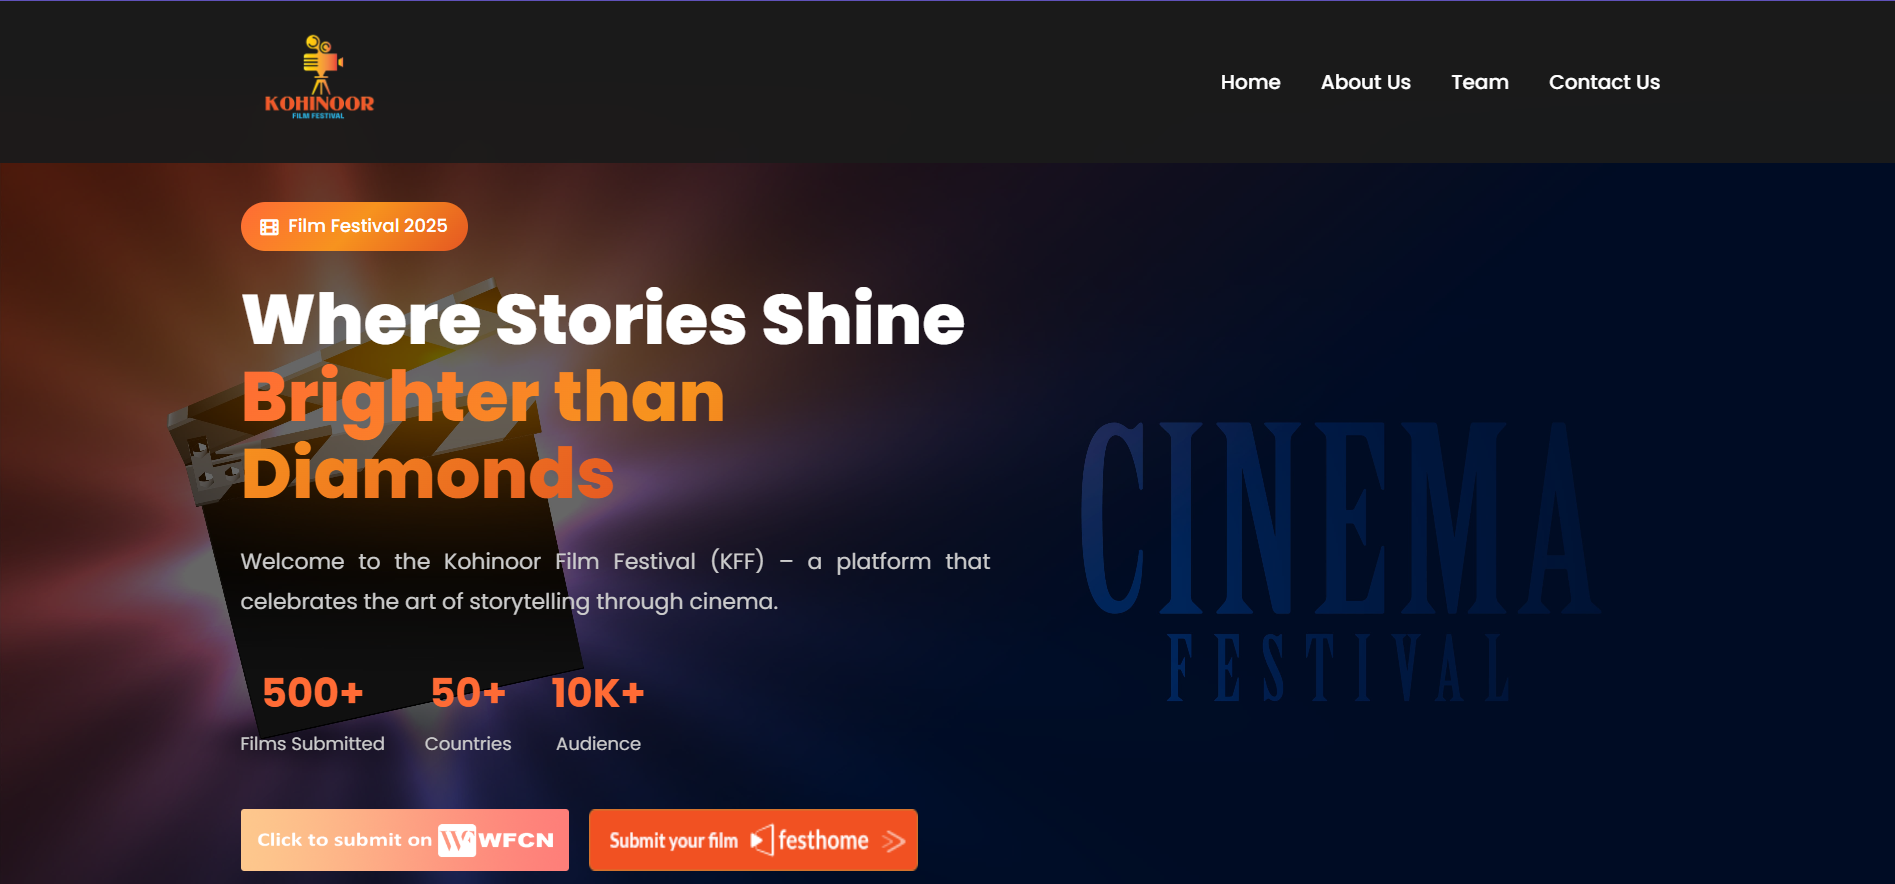 KOHINOOR
FILM FESTIVAL
Home About Us Team Contact Us
Film Festival 2025
Where Stories Shine
Brighter than
Diamonds
Welcome to the Kohinoor Film Festival (KFF) – a platform that
celebrates the art of storytelling through cinema.
CINEMA
FESTIVAL
500+ 50+ 10K+
Films Submitted Countries Audience
Click to submit on W WFCN
Submit your film festhome